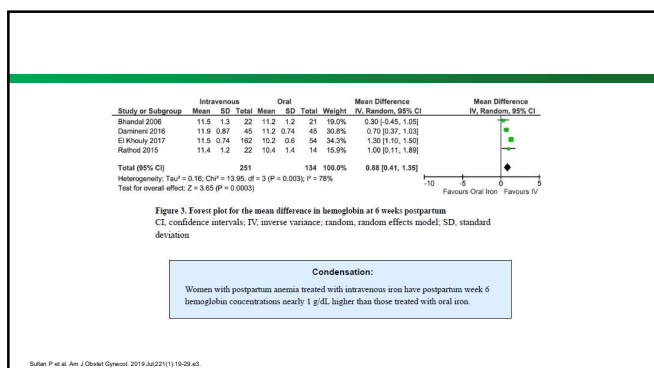 Intravenous Oral Mean Difference Mean Difference
Study or Subgroup Mean SD Total Mean SD Total Weight IV, Random, 95% CI IV, Random, 95% CI
Bhandal 2006 11.5 1.3 22 11.2 1.2 21 19.0% 0.30 [-0.45, 1.05]
Damineni 2016 11.9 0.87 45 11.2 0.74 45 30.8% 0.70 [0.37, 1.03]
El Khouly 2017 11.5 0.74 162 10.2 0.6 54 34.3% 1.30 [1.10, 1.50]
Rathod 2015 11.4 1.2 22 10.4 1.4 14 15.9% 1.00 [0.11, 1.89]
Total (95% CI) 251 134 100.0% 0.88 [0.41, 1.35]
Heterogeneity: Tau² = 0.16; Chi² = 13.95, df = 3 (P = 0.003); I² = 78%
Test for overall effect: Z = 3.65 (P = 0.0003)
-10 -5 0 5
Favours Oral Iron Favours IV
Figure 3. Forest plot for the mean difference in hemoglobin at 6 weeks postpartum
CI, confidence intervals; IV, inverse variance; random, random effects model; SD, standard
deviation
Condensation:
Women with postpartum anemia treated with intravenous iron have postpartum week 6
hemoglobin concentrations nearly 1 g/dL higher than those treated with oral iron.
Sultan P et al. Am J Obstet Gynecol. 2019 Jul;221(1):19-29.e3.